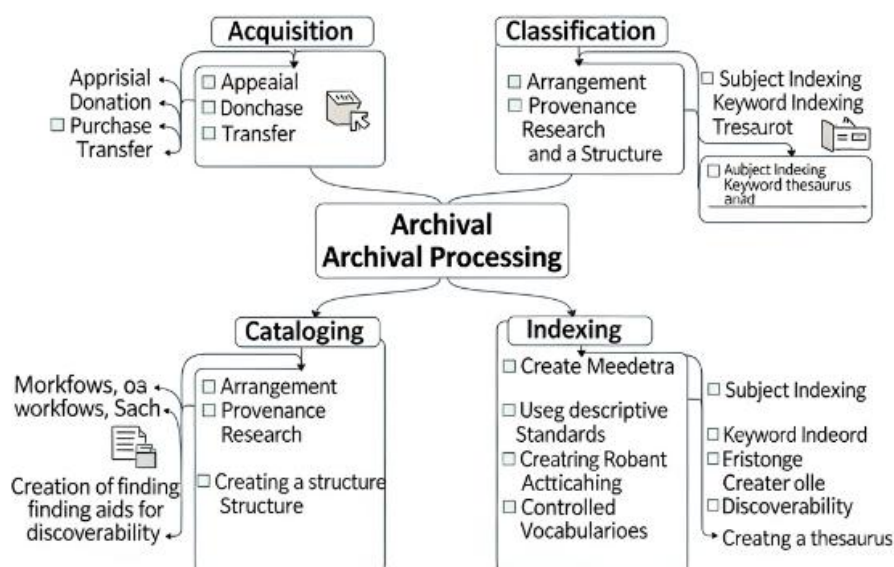 Acquisition
Apprisial
Donation
Purchase
Transfer
Appeaial
Donchase
Transfer
Classification
Arrangement
Provenance
Research
and a Structure
Subject Indexing
Keyword Indexing
Tresaurot
Aubject Indexing
Keyword thesaurus
anad
Archival
Archival Processing
Cataloging
Morkfows, oa
workfows, Sach
Creation of finding
finding aids for
discoverability
Arrangement
Provenance
Research
Creating a structure
Structure
Indexing
Create Meedetra
Useg descriptive
Standards
Creatring Robant
Actticahing
Controlled
Vocabularioes
Subject Indexing
Keyword Indeord
Fristonge
Creater olle
Discoverability
Creatng a thesaurus